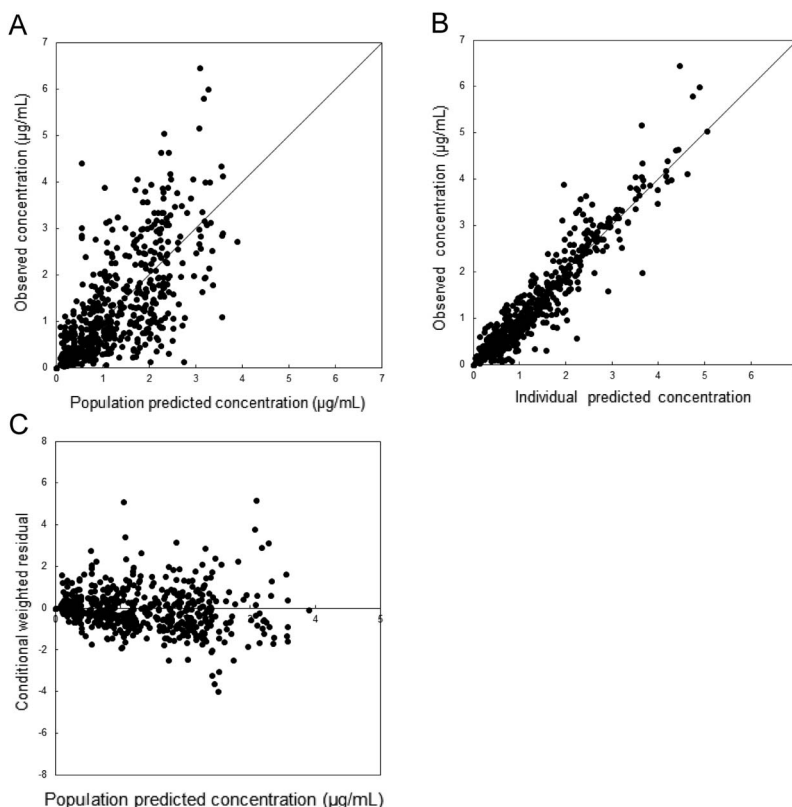 A
7
6
5
4
3
2
1
0
0 1 2 3 4 5 6 7
Observed concentration (µg/mL)
Population predicted concentration (µg/mL)
B
7
6
5
4
3
2
1
0
0 1 2 3 4 5 6
Observed concentration (µg/mL)
Individual predicted concentration
C
8
6
4
2
0
-2
-4
-6
-8
0 4 5
Conditional weighted residual
Population predicted concentration (µg/mL)